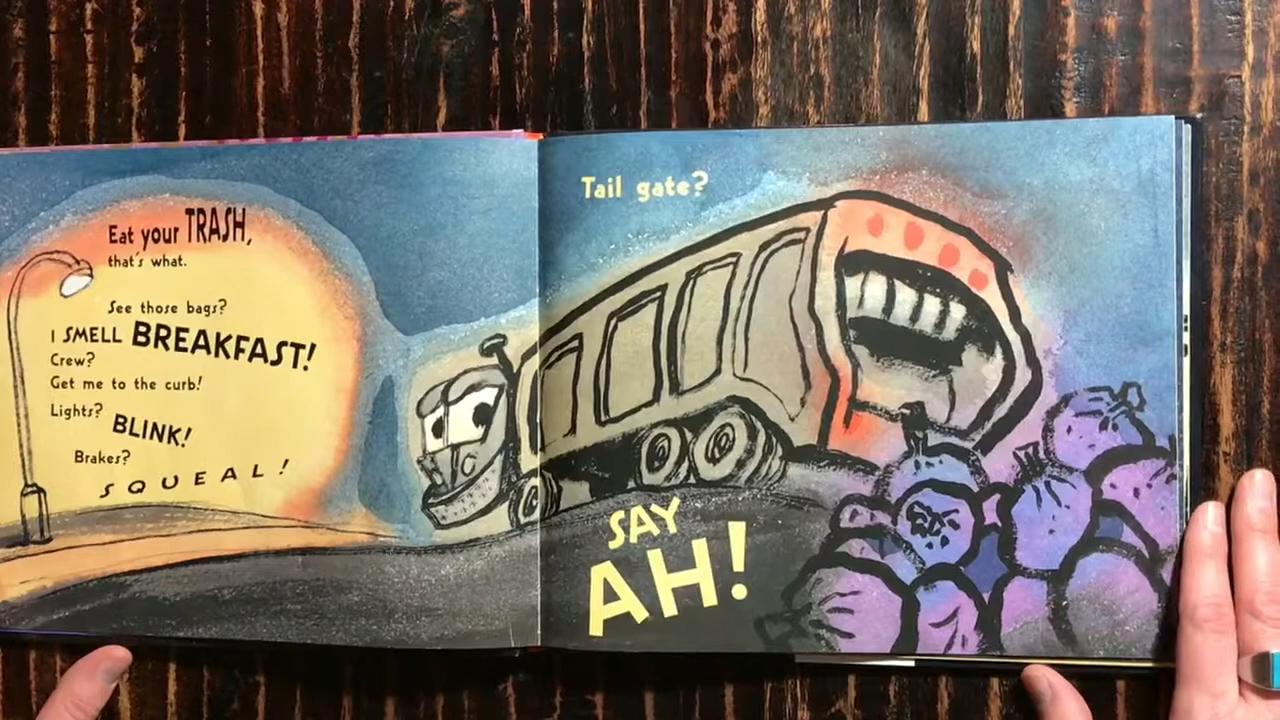 Eat your TRASH,
that's what.
See those bags?
I SMELL BREAKFAST!
Crew?
Get me to the curb!
Lights? BLINK!
Brakes?
SQUEAL!
Tail gate?
SAY
AH!